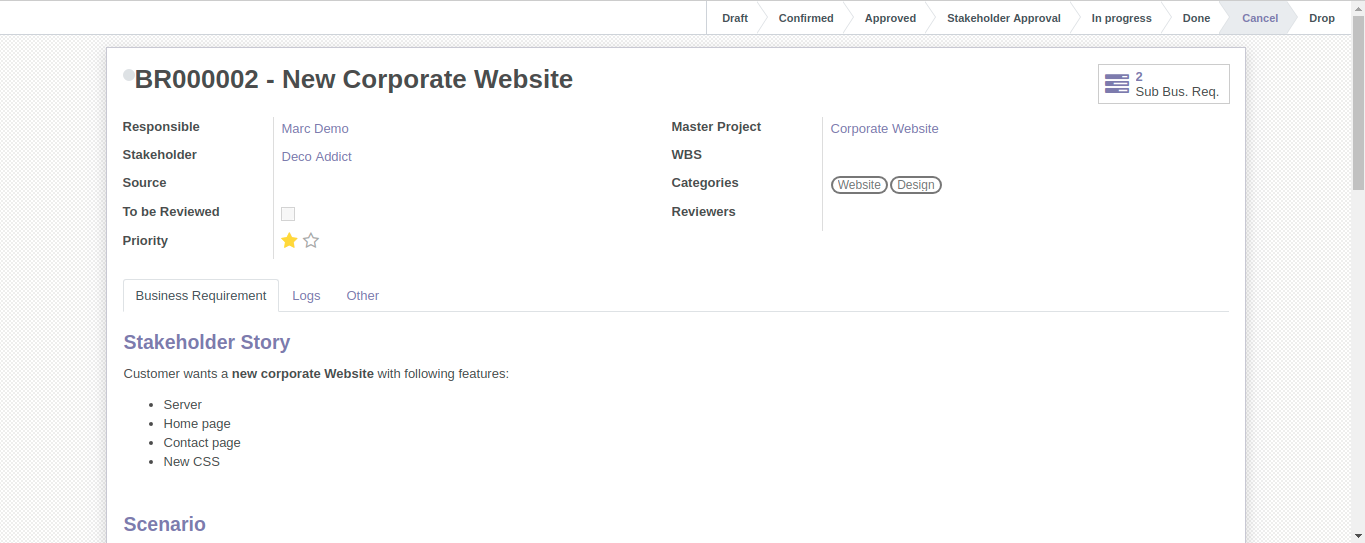 Draft Confirmed Approved Stakeholder Approval In progress Done Cancel Drop
BR000002 - New Corporate Website
2
Sub Bus. Req.
Responsible Marc Demo Master Project Corporate Website
Stakeholder Deco Addict WBS
Source Categories Website Design
To be Reviewed Reviewers
Priority
Business Requirement Logs Other
Stakeholder Story
Customer wants a new corporate Website with following features:
• Server
• Home page
• Contact page
• New CSS
Scenario